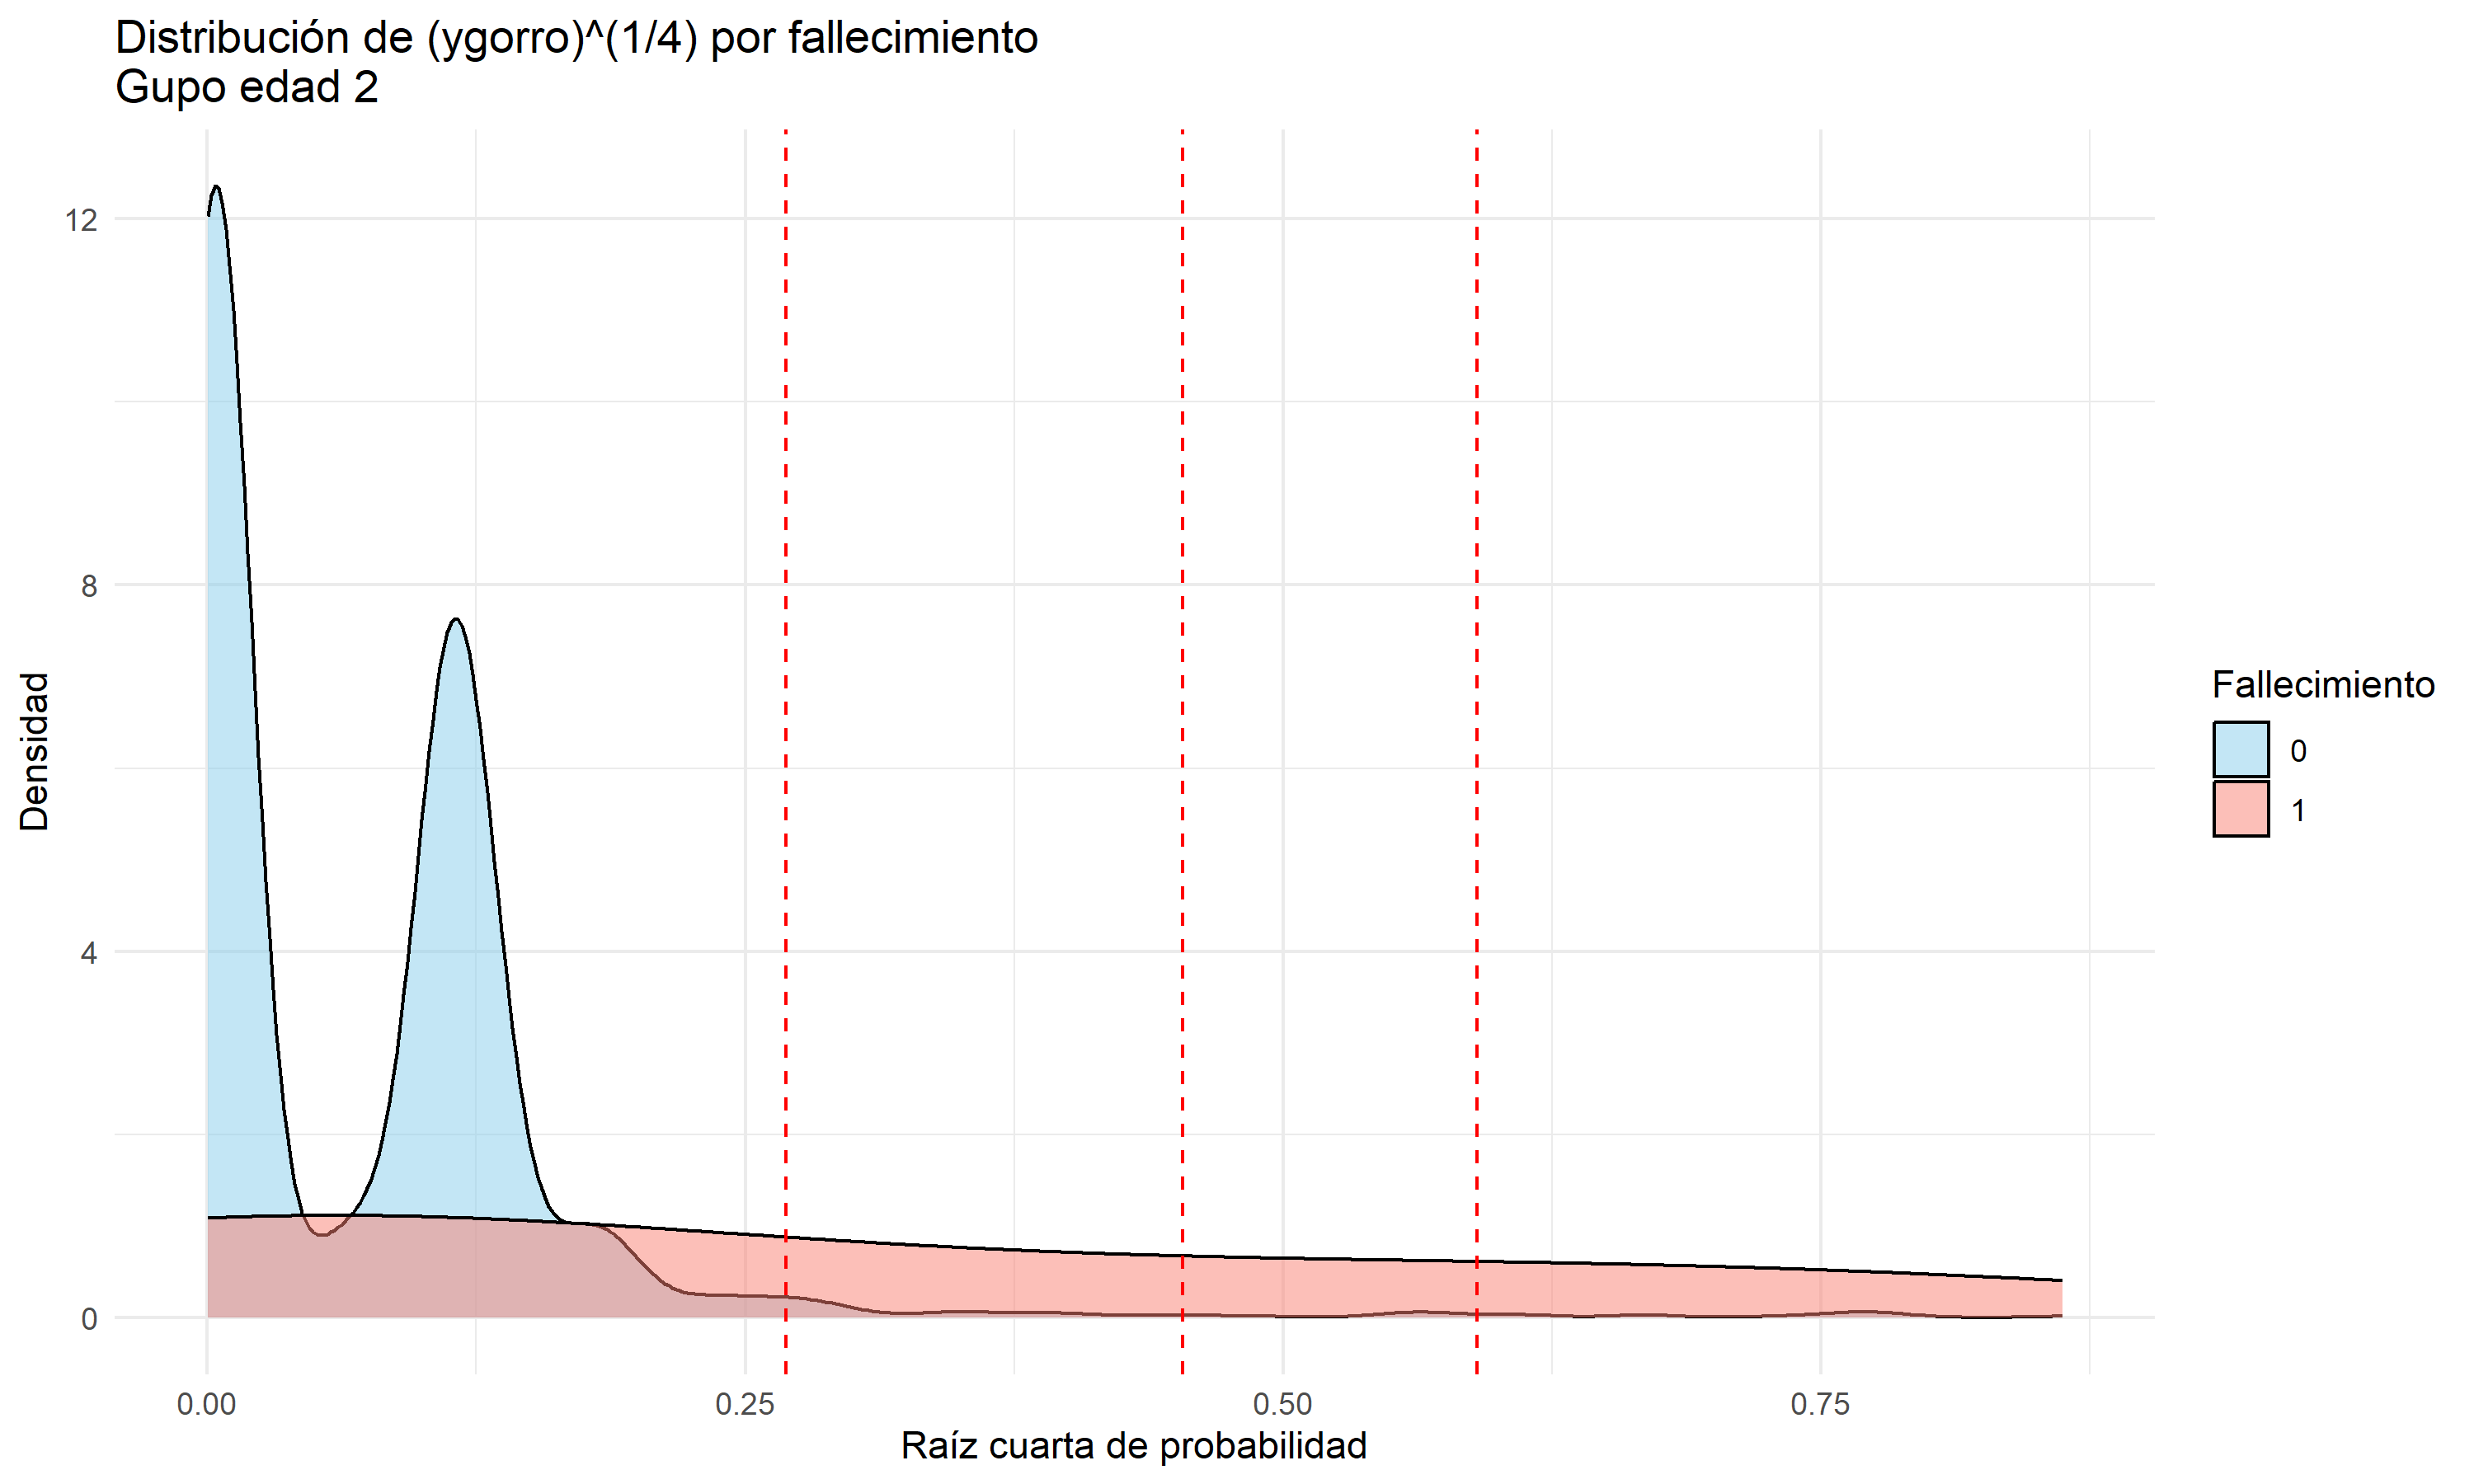 Distribución de (ygorro)^(1/4) por fallecimiento
Gupo edad 2
12
8
4
0
Densidad
0.00
0.25
0.50
0.75
Raíz cuarta de probabilidad
Fallecimiento
0
1